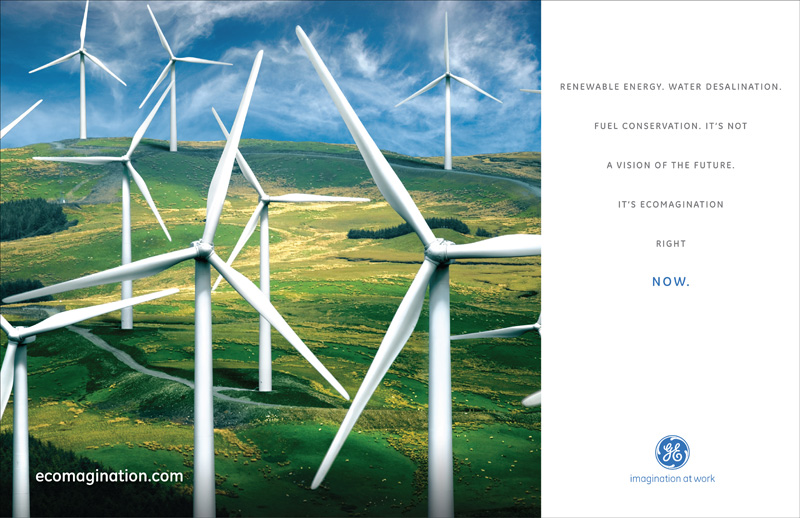 RENEWABLE ENERGY. WATER DESALINATION.
FUEL CONSERVATION. IT'S NOT
A VISION OF THE FUTURE.
IT'S ECOMAGINATION
RIGHT
NOW.
ecomagination.com
GE
imagination at work